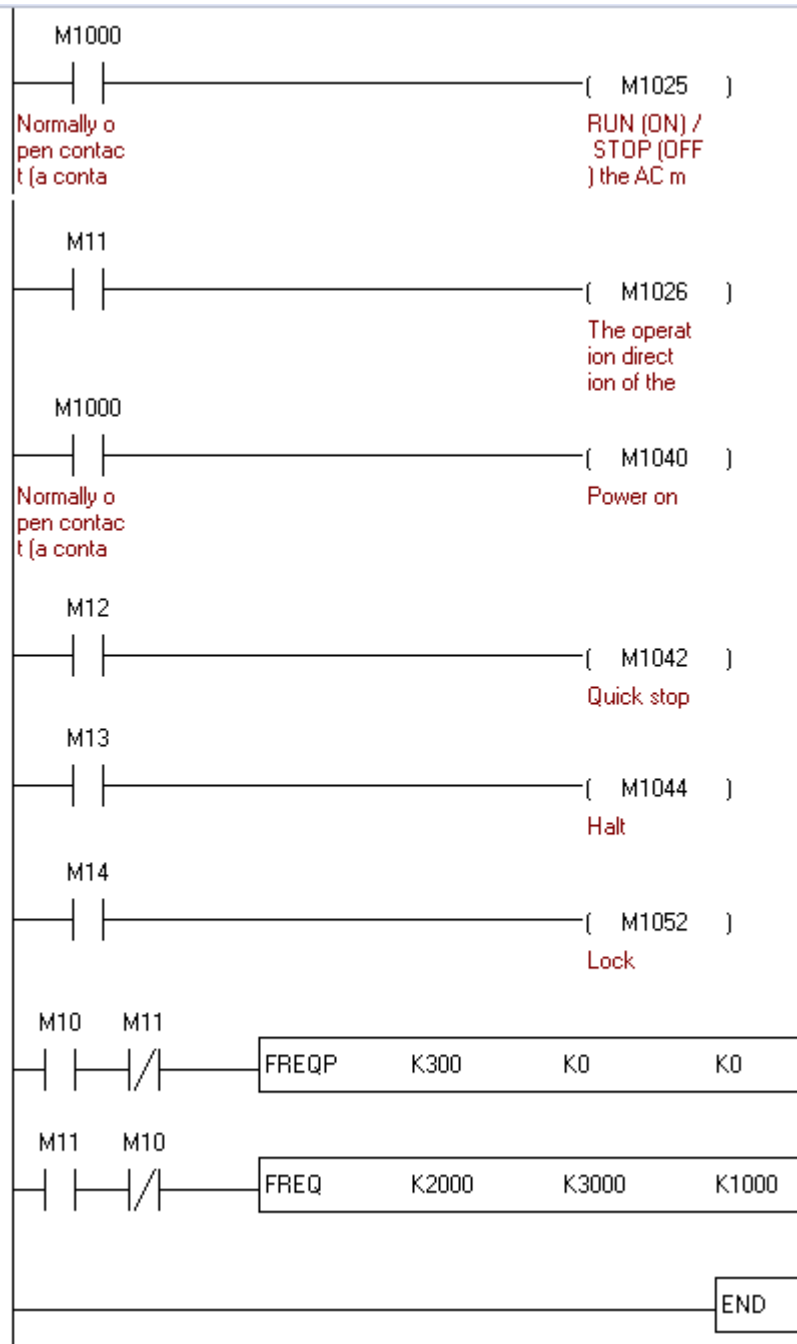 M1000
( M1025 )
Normally o
pen contac
t (a conta
RUN (ON) /
STOP (OFF
) the AC m
M11
( M1026 )
The operat
ion direct
ion of the
M1000
( M1040 )
Normally o
pen contac
t (a conta
Power on
M12
( M1042 )
Quick stop
M13
( M1044 )
Halt
M14
( M1052 )
Lock
M10 M11
FREQP K300 K0 K0
M11 M10
FREQ K2000 K3000 K1000
END